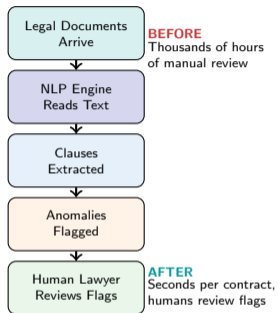 Legal Documents
Arrive
BEFORE
Thousands of hours
of manual review
NLP Engine
Reads Text
Clauses
Extracted
Anomalies
Flagged
Human Lawyer
Reviews Flags
AFTER
Seconds per contract,
humans review flags